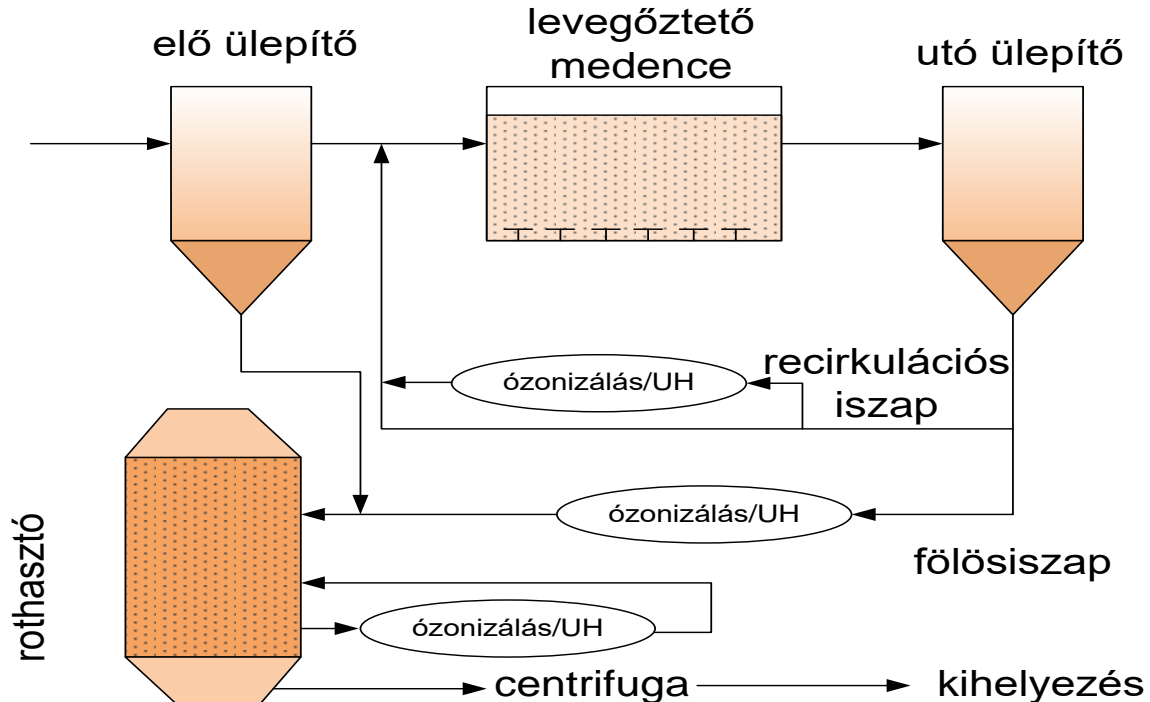 elő ülepítő
levegőztető
medence
utó ülepítő
recirkulációs
iszap
ózonizálás/UH
ózonizálás/UH
fölösiszap
rothasztó
ózonizálás/UH
centrifuga
kihelyezés